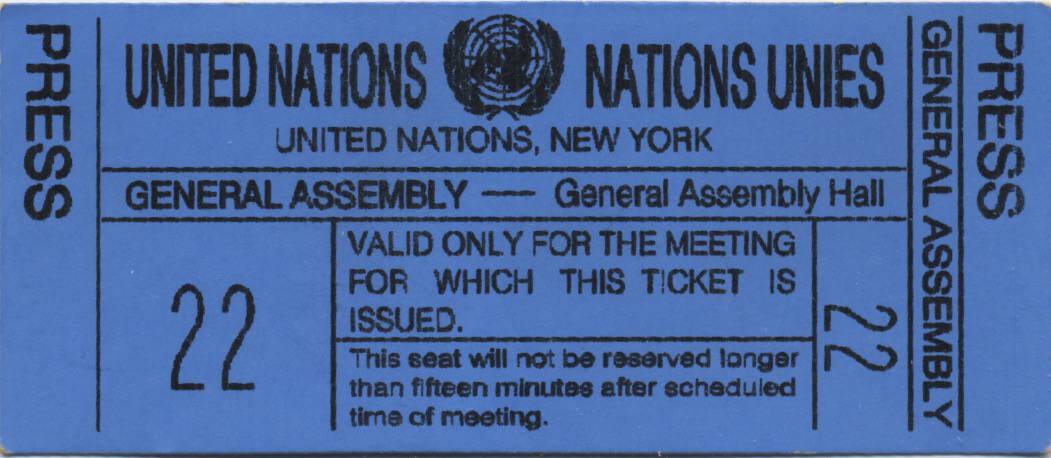 PRESS
UNITED NATIONS NATIONS UNIES
UNITED NATIONS, NEW YORK
GENERAL ASSEMBLY — General Assembly Hall
22
VALID ONLY FOR THE MEETING
FOR WHICH THIS TICKET IS
ISSUED.
This seat will not be reserved longer
than fifteen minutes after scheduled
time of meeting.
22
GENERAL ASSEMBLY
PRESS